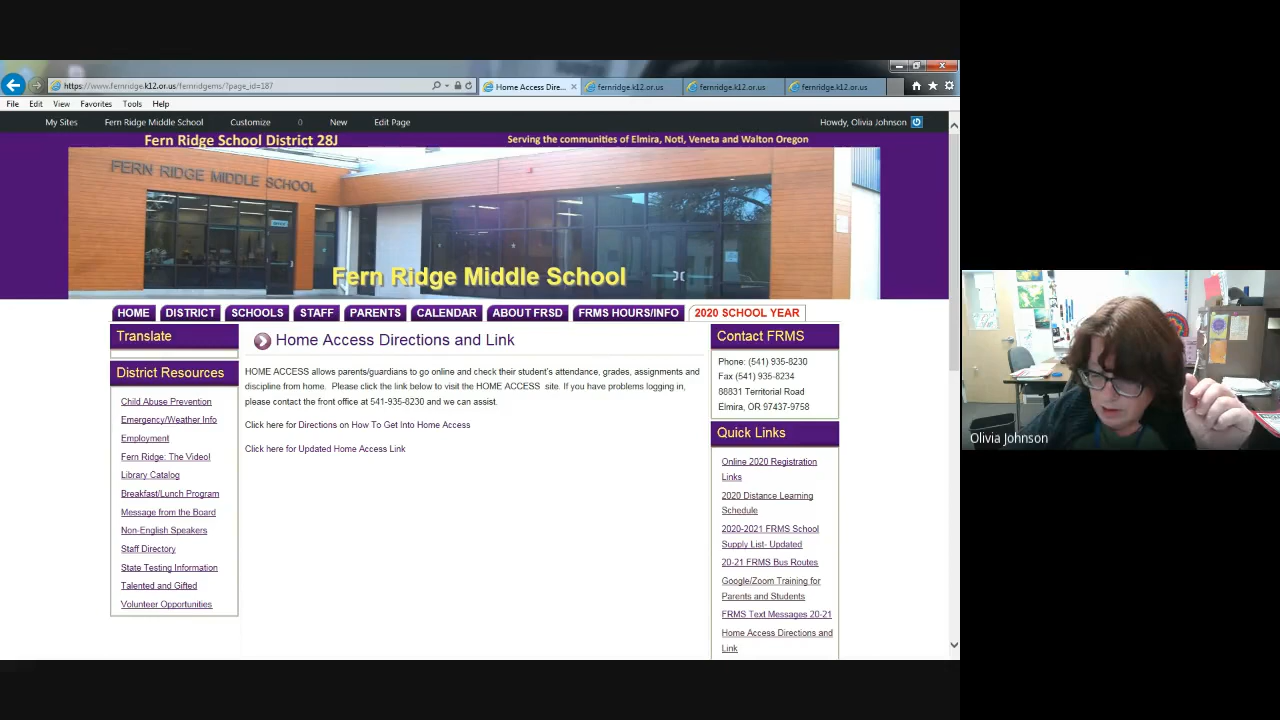 https://www.fernridge.k12.or.us/fernridgems/?page_id=187
Home Access Dire...
fernridge.k12.or.us
fernridge.k12.or.us
fernridge.k12.or.us
File Edit View Favorites Tools Help
My Sites Fern Ridge Middle School Customize 0 New Edit Page
Howdy, Olivia Johnson
Fern Ridge School District 28J
Serving the communities of Elmira, Noti, Veneta and Walton Oregon
FERN RIDGE MIDDLE SCHOOL
Fern Ridge Middle School
HOME DISTRICT SCHOOLS STAFF PARENTS CALENDAR ABOUT FRSD FRMS HOURS/INFO 2020 SCHOOL YEAR
Translate
District Resources
Child Abuse Prevention
Emergency/Weather Info
Employment
Fern Ridge: The Video!
Library Catalog
Breakfast/Lunch Program
Message from the Board
Non-English Speakers
Staff Directory
State Testing Information
Talented and Gifted
Volunteer Opportunities
Home Access Directions and Link
HOME ACCESS allows parents/guardians to go online and check their student's attendance, grades, assignments and
discipline from home. Please click the link below to visit the HOME ACCESS site. If you have problems logging in,
please contact the front office at 541-935-8230 and we can assist.
Click here for Directions on How To Get Into Home Access
Click here for Updated Home Access Link
Contact FRMS
Phone: (541) 935-8230
Fax (541) 935-8234
88831 Territorial Road
Elmira, OR 97437-9758
Quick Links
Online 2020 Registration
Links
2020 Distance Learning
Schedule
2020-2021 FRMS School
Supply List- Updated
20-21 FRMS Bus Routes
Google/Zoom Training for
Parents and Students
FRMS Text Messages 20-21
Home Access Directions and
Link
Olivia Johnson